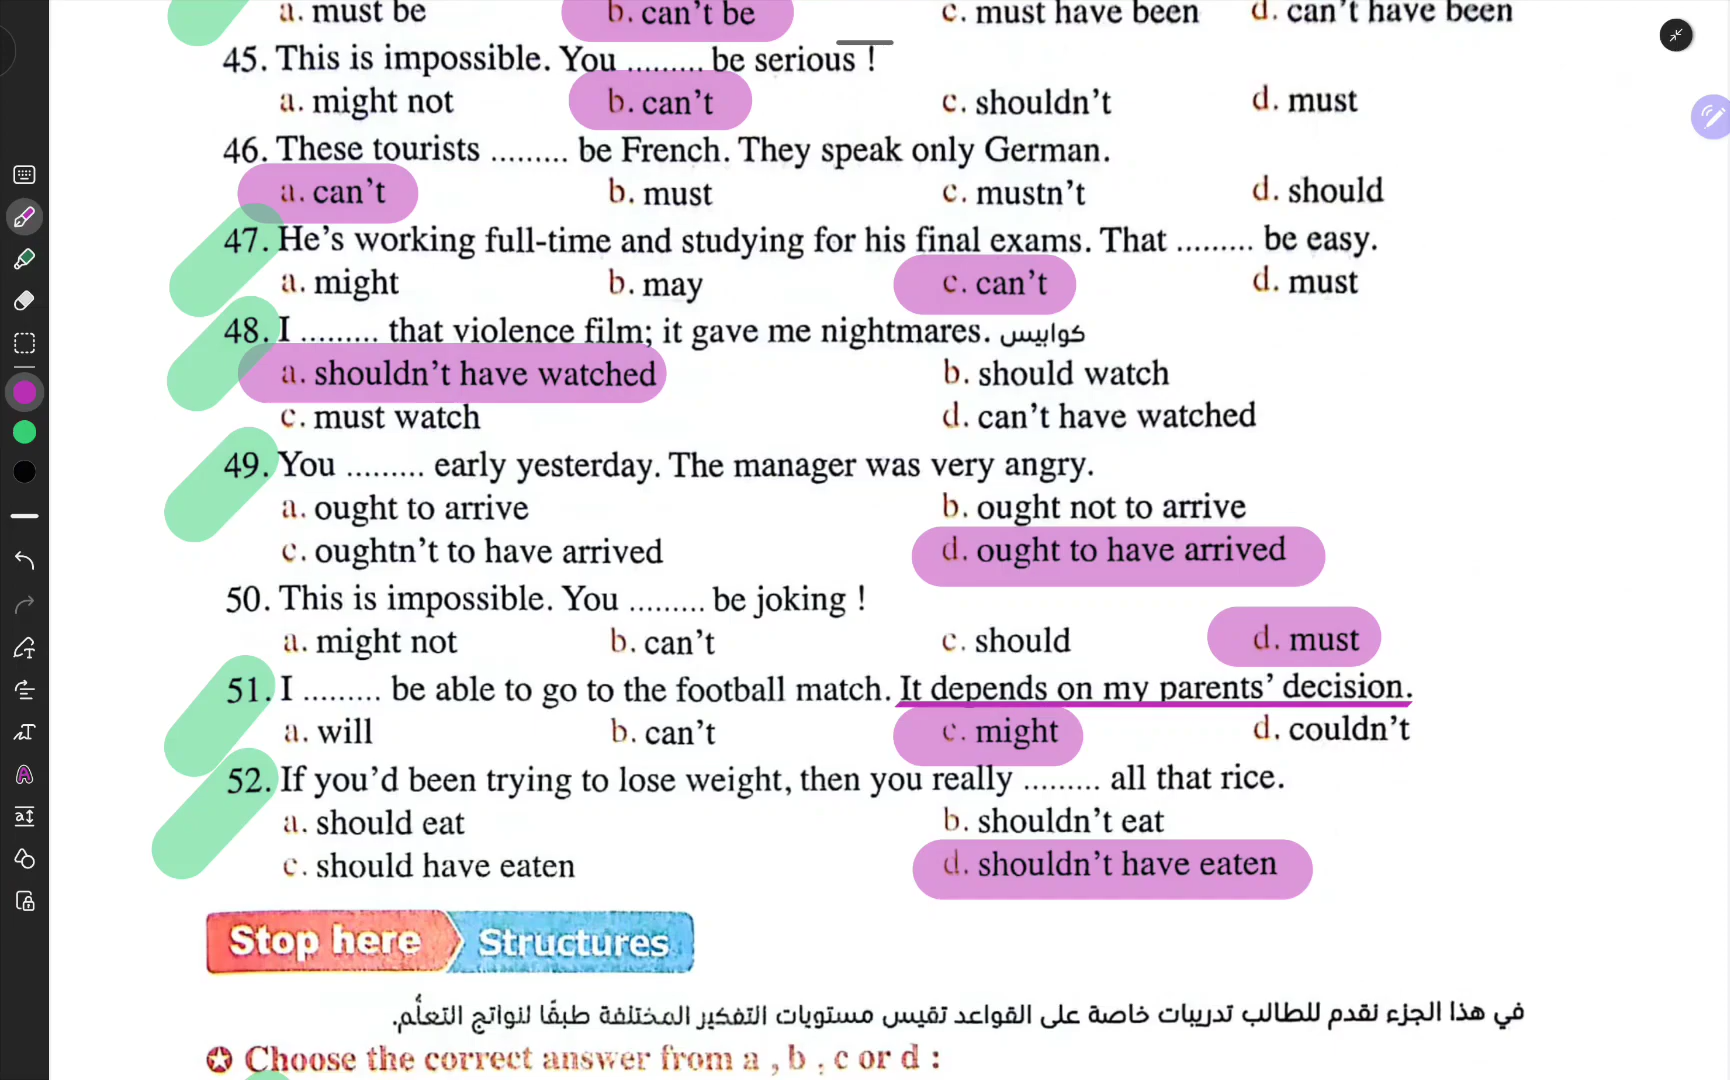 a. must be b. can't be c. must have been d. can't have been
45. This is impossible. You ......... be serious !
a. might not b. can't c. shouldn't d. must
46. These tourists ......... be French. They speak only German.
a. can't b. must c. mustn't d. should
47. He's working full-time and studying for his final exams. That ......... be easy.
a. might b. may c. can't d. must
48. I ......... that violence film; it gave me nightmares. كوابيس
a. shouldn't have watched b. should watch
c. must watch d. can't have watched
49. You ......... early yesterday. The manager was very angry.
a. ought to arrive b. ought not to arrive
c. oughtn't to have arrived d. ought to have arrived
50. This is impossible. You ......... be joking !
a. might not b. can't c. should d. must
51. I ......... be able to go to the football match. It depends on my parents' decision.
a. will b. can't c. might d. couldn't
52. If you'd been trying to lose weight, then you really ......... all that rice.
a. should eat b. shouldn't eat
c. should have eaten d. shouldn't have eaten
Stop here Structures
في هذا الجزء نقدم للطالب تدريبات خاصة على القواعد تقيس مستويات التفكير المختلفة طبقًا لنواتج التعلُّم.
Choose the correct answer from a , b , c or d :